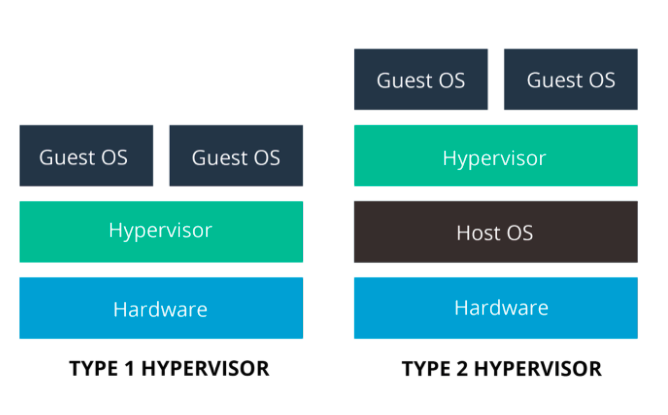 Guest OS
Guest OS
Hypervisor
Hardware
TYPE 1 HYPERVISOR
Guest OS
Guest OS
Hypervisor
Host OS
Hardware
TYPE 2 HYPERVISOR